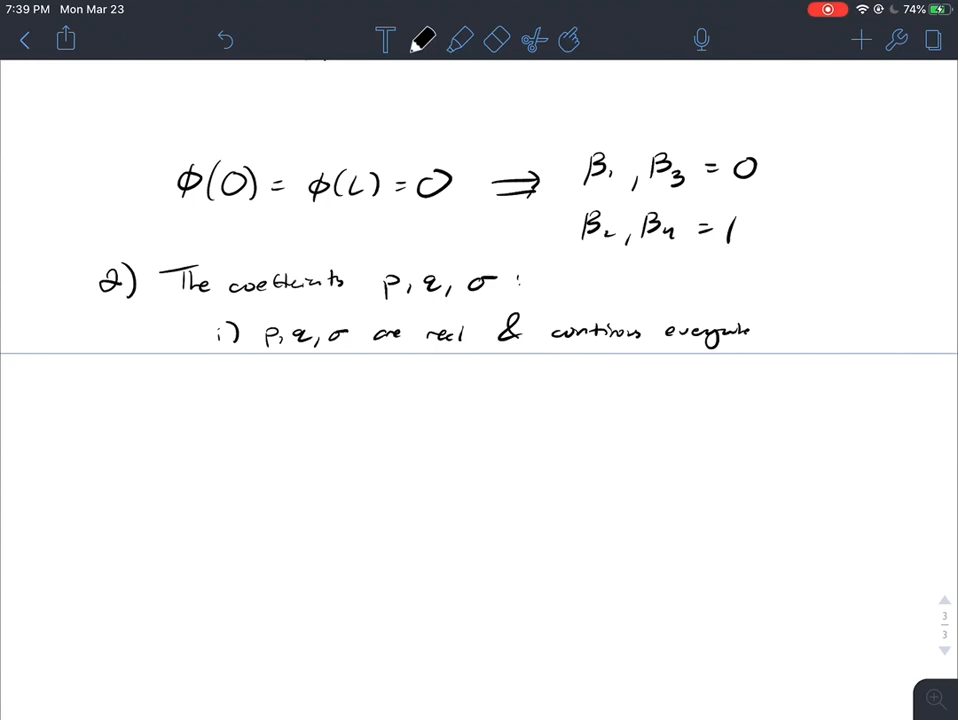 7:39 PM Mon Mar 23 74%
T
ϕ(0) = ϕ(L) = 0 ⟹ β₁, β₃ = 0
β₂, β₄ = 1
2) The coefficients p, q, σ :
i) p, q, σ are real & continous everywhere
3
3